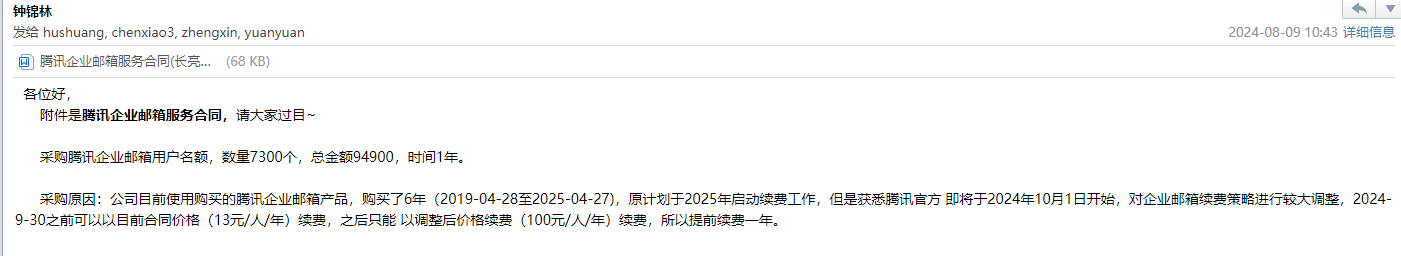 钟锦林
发给 hushuang, chenxiao3, zhengxin, yuanyuan
2024-08-09 10:43 详细信息
腾讯企业邮箱服务合同(长亮... (68 KB)
各位好，
附件是腾讯企业邮箱服务合同，请大家过目~
采购腾讯企业邮箱用户名额，数量7300个，总金额94900，时间1年。
采购原因：公司目前使用购买的腾讯企业邮箱产品，购买了6年（2019-04-28至2025-04-27)，原计划于2025年启动续费工作，但是获悉腾讯官方 即将于2024年10月1日开始，对企业邮箱续费策略进行较大调整，2024-
9-30之前可以以目前合同价格（13元/人/年）续费，之后只能 以调整后价格续费（100元/人/年）续费，所以提前续费一年。